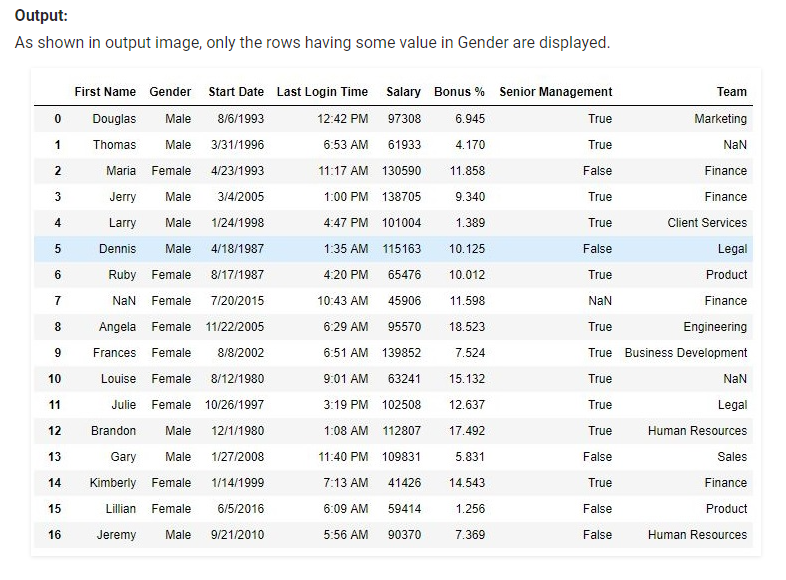 Output:
As shown in output image, only the rows having some value in Gender are displayed.
First Name Gender Start Date Last Login Time Salary Bonus % Senior Management Team
0 Douglas Male 8/6/1993 12:42 PM 97308 6.945 True Marketing
1 Thomas Male 3/31/1996 6:53 AM 61933 4.170 True NaN
2 Maria Female 4/23/1993 11:17 AM 130590 11.858 False Finance
3 Jerry Male 3/4/2005 1:00 PM 138705 9.340 True Finance
4 Larry Male 1/24/1998 4:47 PM 101004 1.389 True Client Services
5 Dennis Male 4/18/1987 1:35 AM 115163 10.125 False Legal
6 Ruby Female 8/17/1987 4:20 PM 65476 10.012 True Product
7 NaN Female 7/20/2015 10:43 AM 45906 11.598 NaN Finance
8 Angela Female 11/22/2005 6:29 AM 95570 18.523 True Engineering
9 Frances Female 8/8/2002 6:51 AM 139852 7.524 True Business Development
10 Louise Female 8/12/1980 9:01 AM 63241 15.132 True NaN
11 Julie Female 10/26/1997 3:19 PM 102508 12.637 True Legal
12 Brandon Male 12/1/1980 1:08 AM 112807 17.492 True Human Resources
13 Gary Male 1/27/2008 11:40 PM 109831 5.831 False Sales
14 Kimberly Female 1/14/1999 7:13 AM 41426 14.543 True Finance
15 Lillian Female 6/5/2016 6:09 AM 59414 1.256 False Product
16 Jeremy Male 9/21/2010 5:56 AM 90370 7.369 False Human Resources